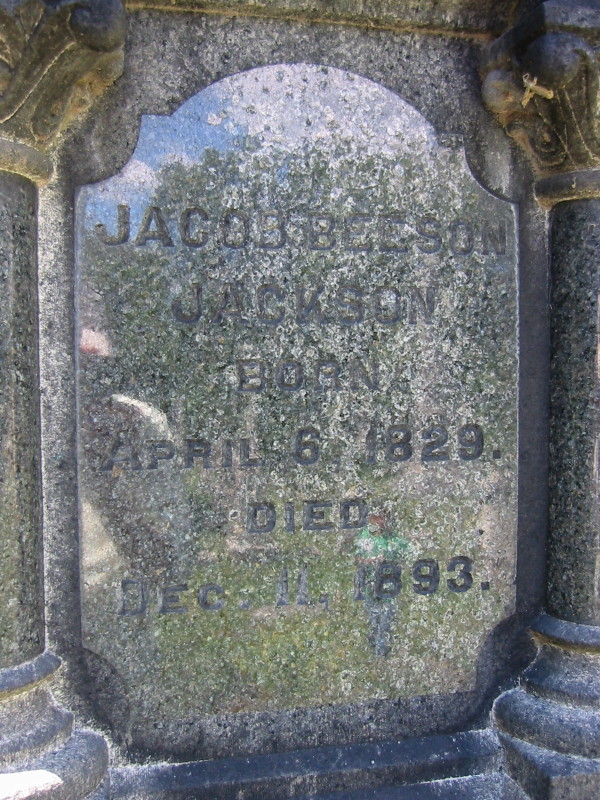 JACOB BEESON
JACKSON
BORN
APRIL 6, 1829.
DIED
DEC. 11, 1893.